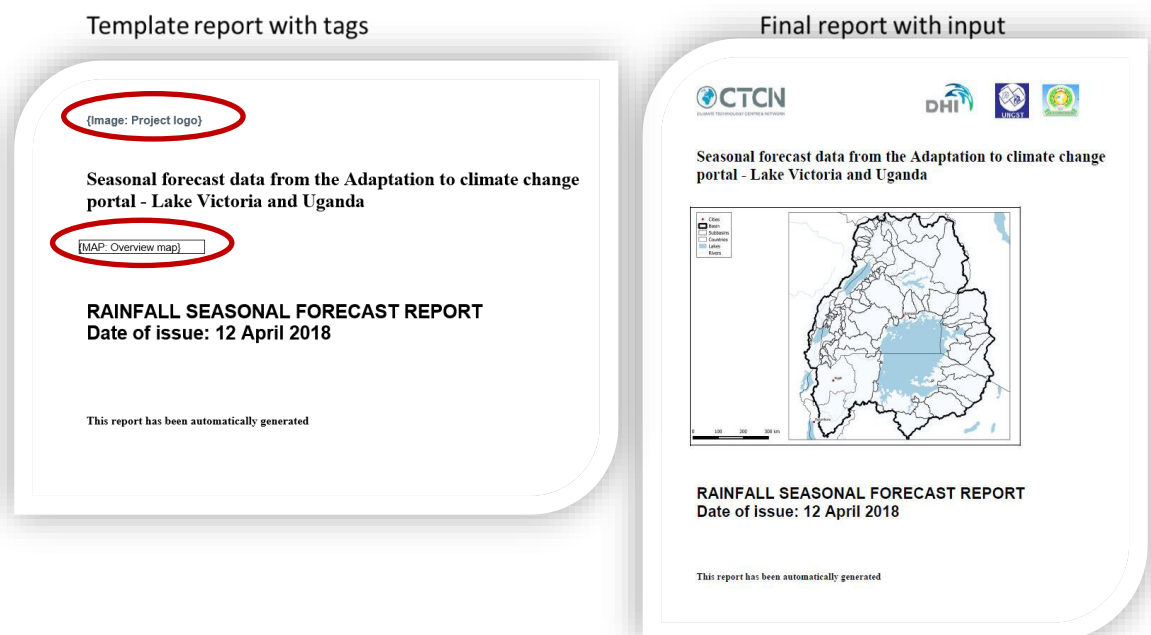 Template report with tags
{Image: Project logo}
Seasonal forecast data from the Adaptation to climate change
portal - Lake Victoria and Uganda
{MAP: Overview map}
RAINFALL SEASONAL FORECAST REPORT
Date of issue: 12 April 2018
This report has been automatically generated
Final report with input
CTCN
CLIMATE TECHNOLOGY CENTRE & NETWORK
DHI
UNCST
Seasonal forecast data from the Adaptation to climate change
portal - Lake Victoria and Uganda
Cities
Basin
Subbasins
Countries
Lakes
Rivers
0 100 200 300 km
RAINFALL SEASONAL FORECAST REPORT
Date of issue: 12 April 2018
This report has been automatically generated